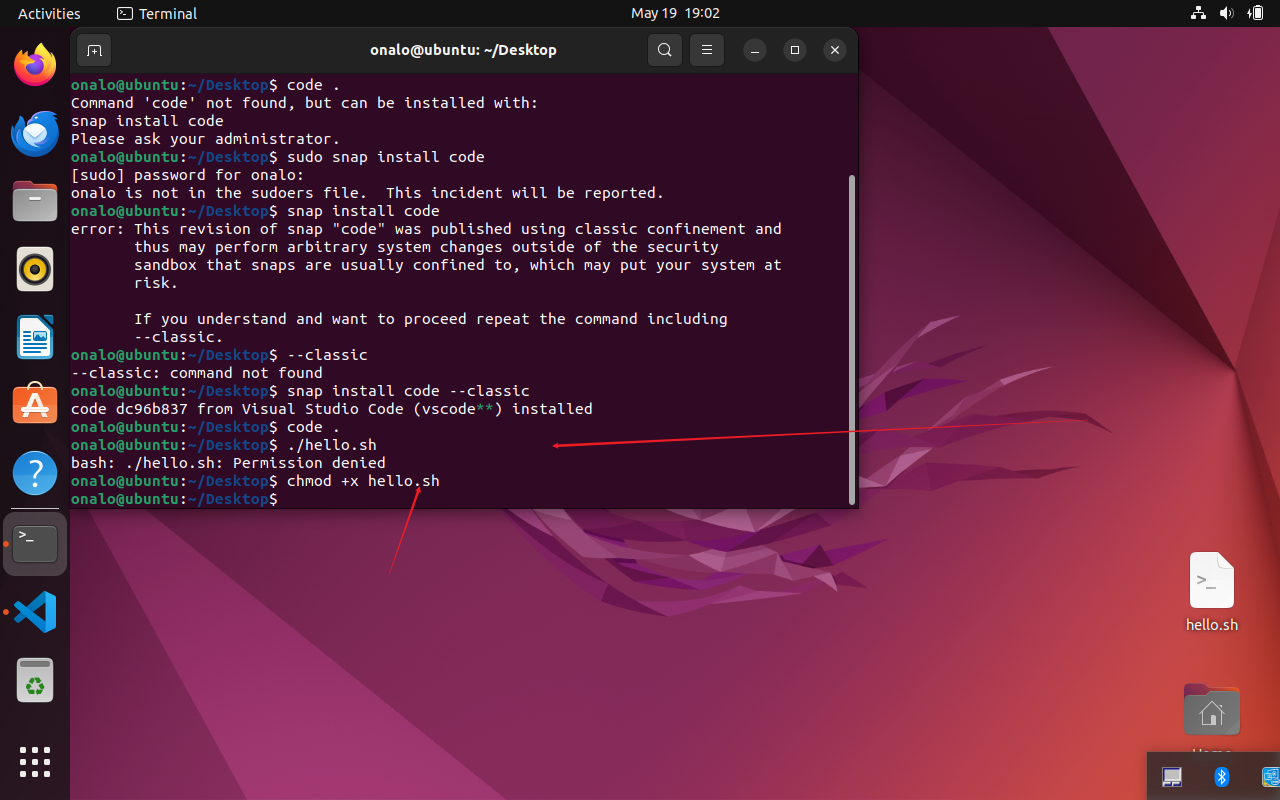 Activities
Terminal
May 19 19:02
onalo@ubuntu: ~/Desktop
onalo@ubuntu:~/Desktop$ code .
Command 'code' not found, but can be installed with:
snap install code
Please ask your administrator.
onalo@ubuntu:~/Desktop$ sudo snap install code
[sudo] password for onalo:
onalo is not in the sudoers file.  This incident will be reported.
onalo@ubuntu:~/Desktop$ snap install code
error: This revision of snap "code" was published using classic confinement and
       thus may perform arbitrary system changes outside of the security
       sandbox that snaps are usually confined to, which may put your system at
       risk.
       If you understand and want to proceed repeat the command including
       --classic.
onalo@ubuntu:~/Desktop$ --classic
--classic: command not found
onalo@ubuntu:~/Desktop$ snap install code --classic
code dc96b837 from Visual Studio Code (vscode**) installed
onalo@ubuntu:~/Desktop$ code .
onalo@ubuntu:~/Desktop$ ./hello.sh
bash: ./hello.sh: Permission denied
onalo@ubuntu:~/Desktop$ chmod +x hello.sh
onalo@ubuntu:~/Desktop$
hello.sh
Home